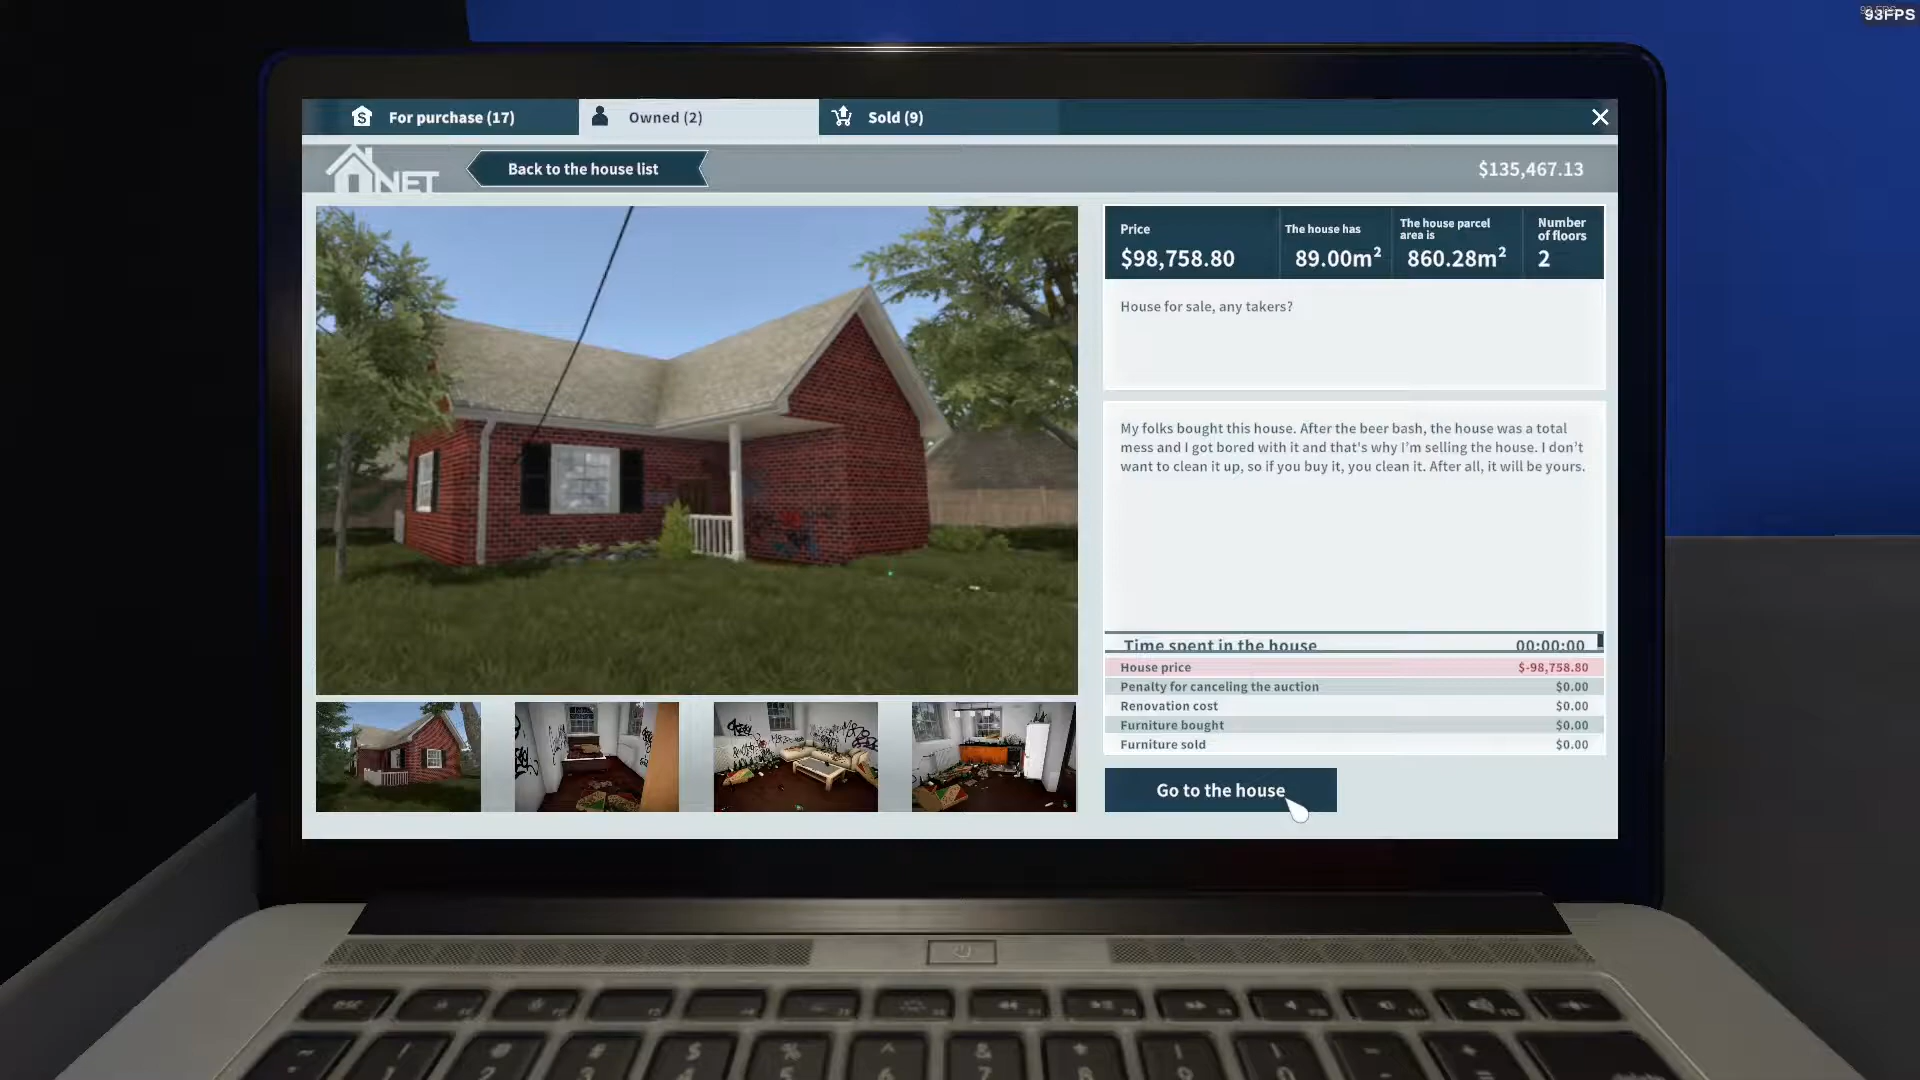 93FPS
For purchase (17)
Owned (2)
Sold (9)
NET
Back to the house list
$135,467.13
Price
$98,758.80
The house has
89.00m²
The house parcel
area is
860.28m²
Number
of floors
2
House for sale, any takers?
My folks bought this house. After the beer bash, the house was a total
mess and I got bored with it and that's why I'm selling the house. I don't
want to clean it up, so if you buy it, you clean it. After all, it will be yours.
Time spent in the house 00:00:00
House price $-98,758.80
Penalty for canceling the auction $0.00
Renovation cost $0.00
Furniture bought $0.00
Furniture sold $0.00
Go to the house
esc